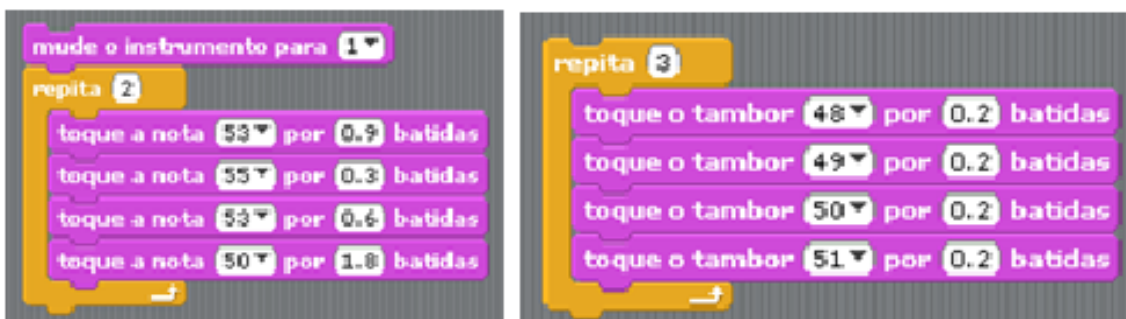 mude o instrumento para 1
repita 2
toque a nota 53 por 0.9 batidas
toque a nota 55 por 0.3 batidas
toque a nota 53 por 0.6 batidas
toque a nota 50 por 1.8 batidas
repita 3
toque o tambor 48 por 0.2 batidas
toque o tambor 49 por 0.2 batidas
toque o tambor 50 por 0.2 batidas
toque o tambor 51 por 0.2 batidas